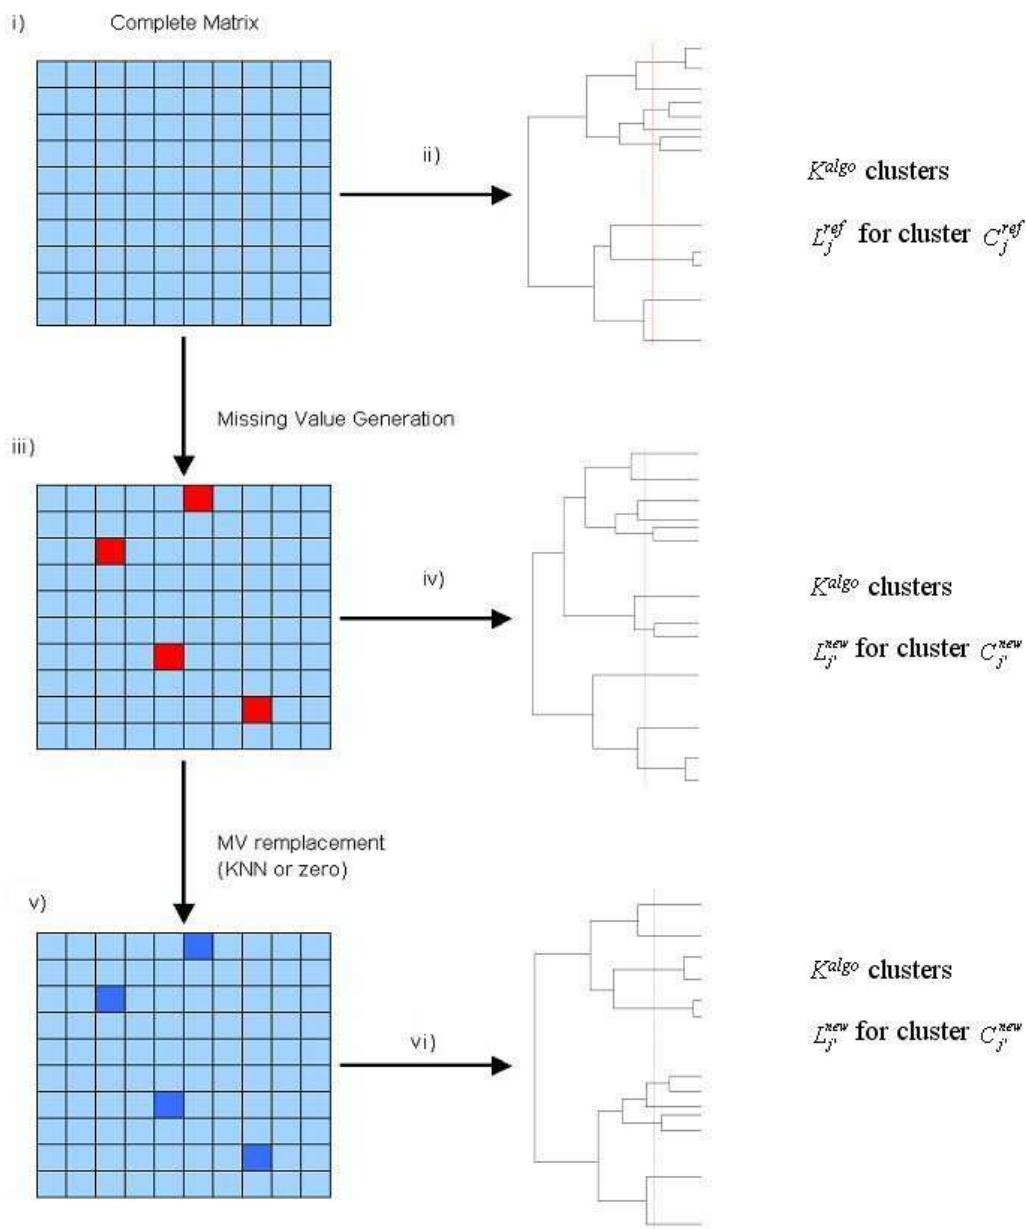 i) Complete Matrix
ii)
K^algo clusters
L_j^ref for cluster C_j^ref
Missing Value Generation
iii)
iv)
K^algo clusters
L_j'^new for cluster C_j'^new
MV remplacement
(KNN or zero)
v)
vi)
K^algo clusters
L_j'^new for cluster C_j'^new